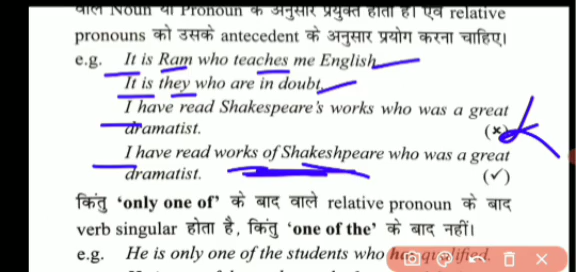 वाले Noun या Pronoun के अनुसार प्रयुक्त होता है। एवं relative
pronouns को उसके antecedent के अनुसार प्रयोग करना चाहिए।
e.g. It is Ram who teaches me English.
It is they who are in doubt.
I have read Shakespeare's works who was a great
dramatist. (×)
I have read works of Shakeshpeare who was a great
dramatist. (✓)
किंतु 'only one of' के बाद वाले relative pronoun के बाद
verb singular होता है, किंतु 'one of the' के बाद नहीं।
e.g. He is only one of the students who has qualified.